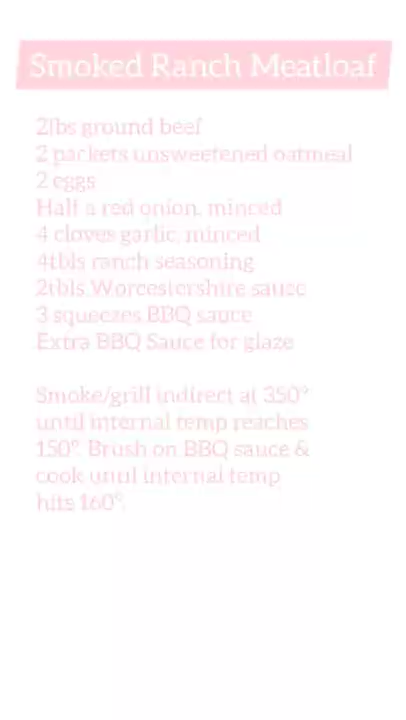 Smoked Ranch Meatloaf
2lbs ground beef
2 packets unsweetened oatmeal
2 eggs
Half a red onion, minced
4 cloves garlic, minced
4tbls ranch seasoning
2tbls Worcestershire sauce
3 squeezes BBQ sauce
Extra BBQ Sauce for glaze
Smoke/grill indirect at 350°
until internal temp reaches
150°. Brush on BBQ sauce &
cook until internal temp
hits 160°.